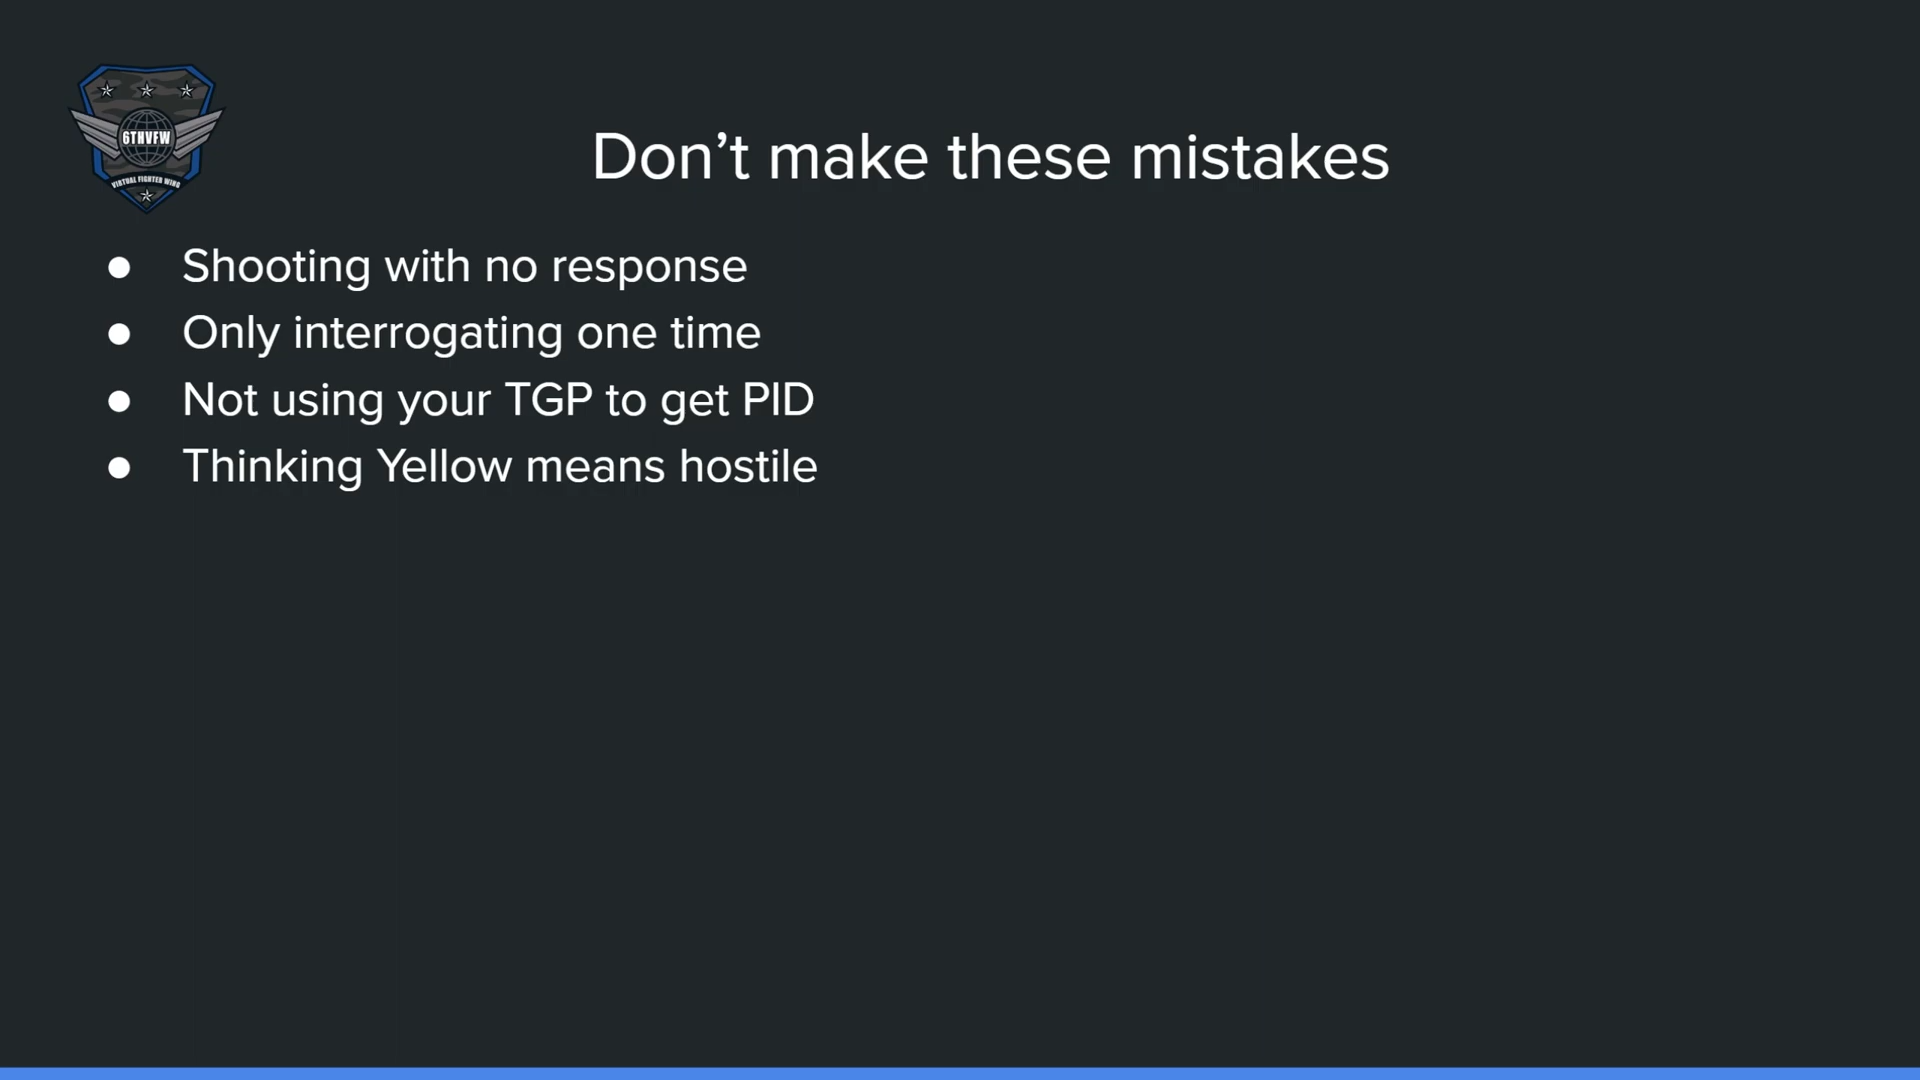 6THVFW
VIRTUAL FIGHTER WING
Don’t make these mistakes
● Shooting with no response
● Only interrogating one time
● Not using your TGP to get PID
● Thinking Yellow means hostile